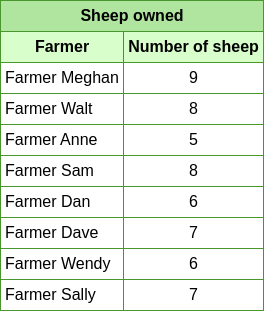 Sheep owned
Farmer Number of sheep
Farmer Meghan 9
Farmer Walt 8
Farmer Anne 5
Farmer Sam 8
Farmer Dan 6
Farmer Dave 7
Farmer Wendy 6
Farmer Sally 7